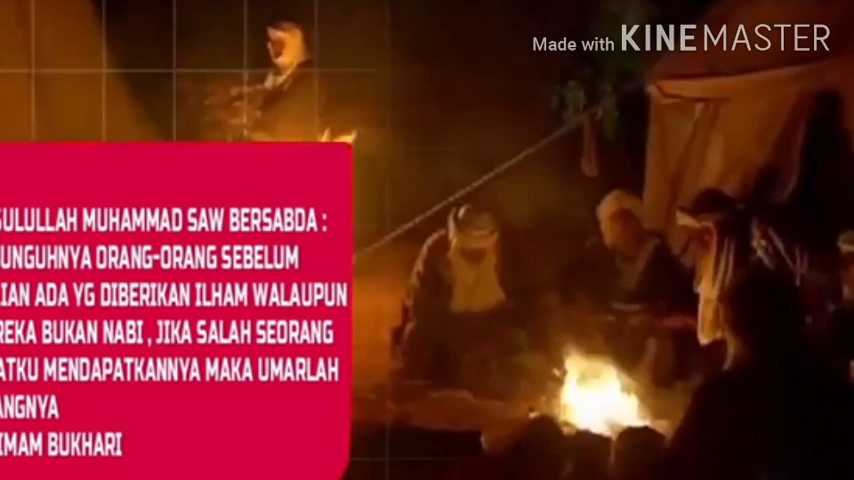 Made with KINEMASTER
SULULLAH MUHAMMAD SAW BERSABDA :
UNGUHNYA ORANG-ORANG SEBELUM
IAN ADA YG DIBERIKAN ILHAM WALAUPUN
REKA BUKAN NABI , JIKA SALAH SEORANG
ATKU MENDAPATKANNYA MAKA UMARLAH
ANGNYA
IMAM BUKHARI